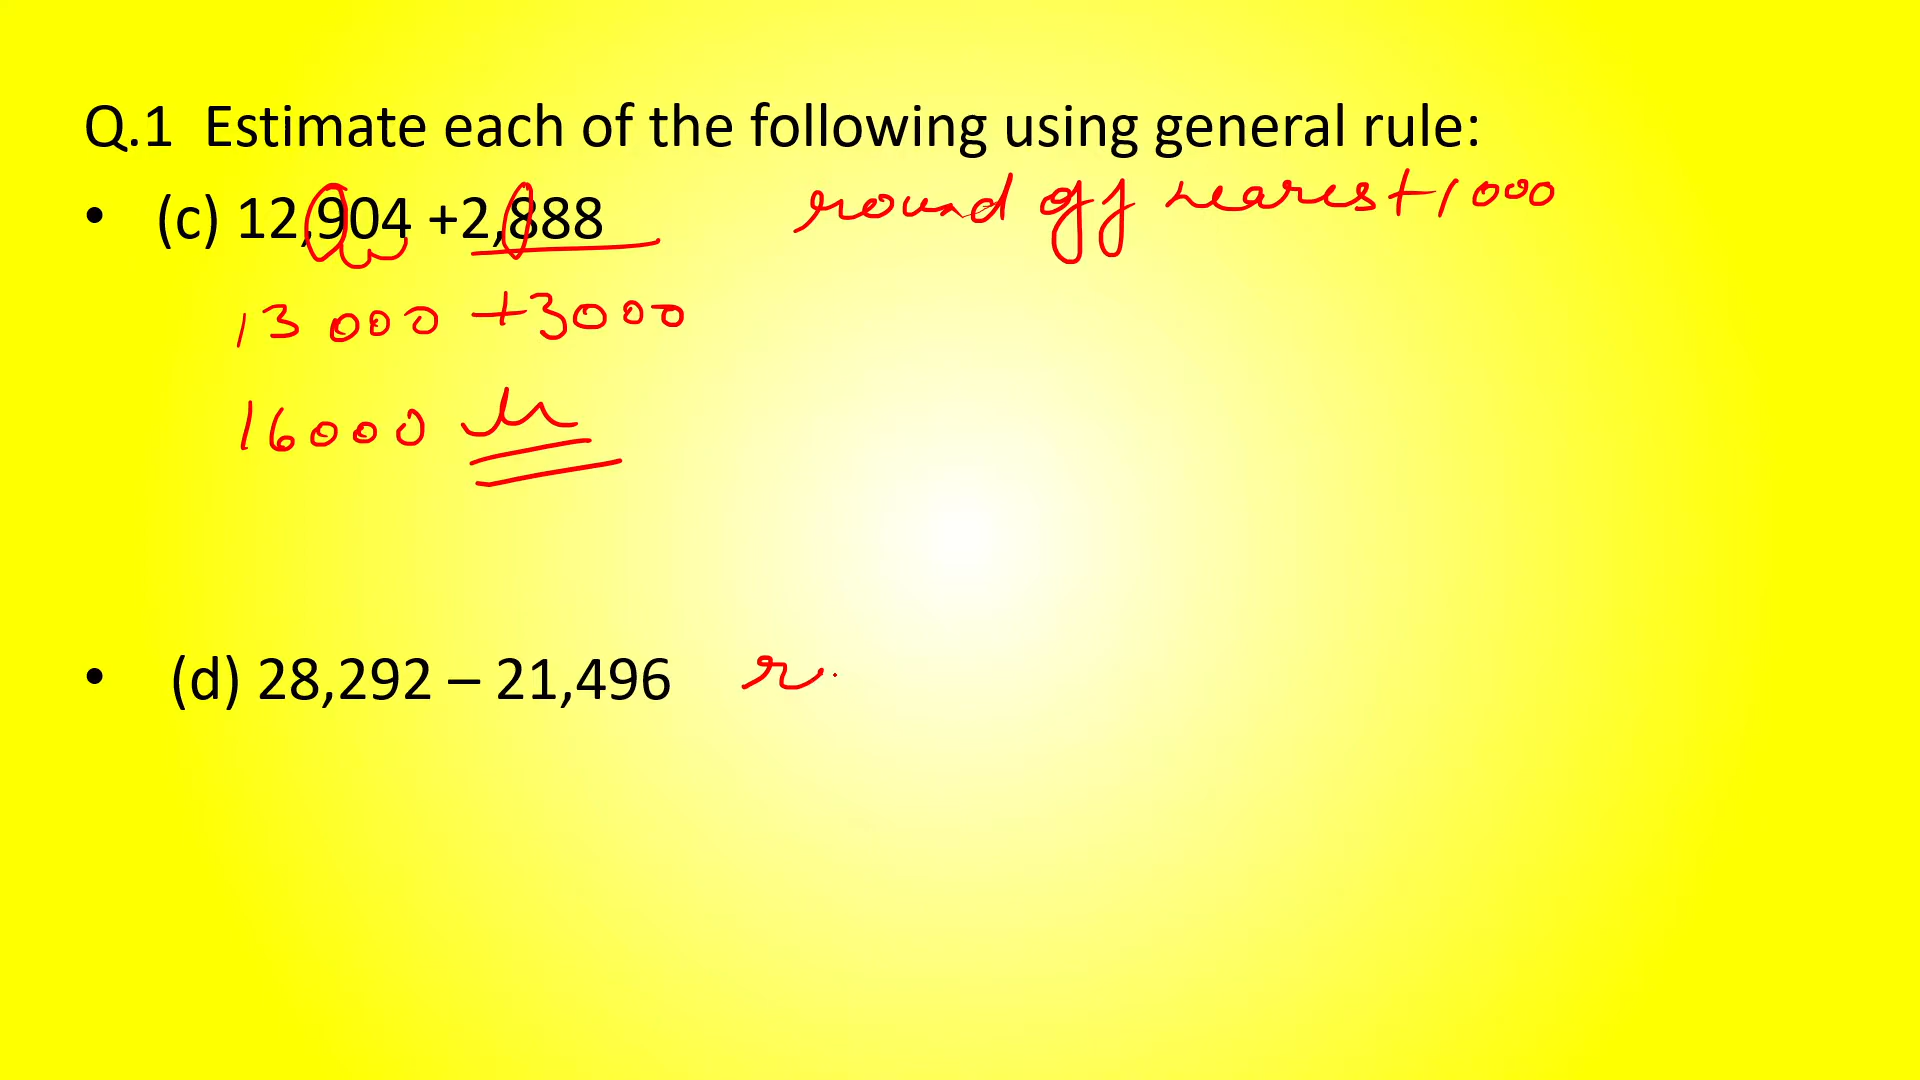 Q.1 Estimate each of the following using general rule:
• (c) 12,904 +2,888 round off nearest 1000
13 000 +3000
16000
• (d) 28,292 – 21,496 r